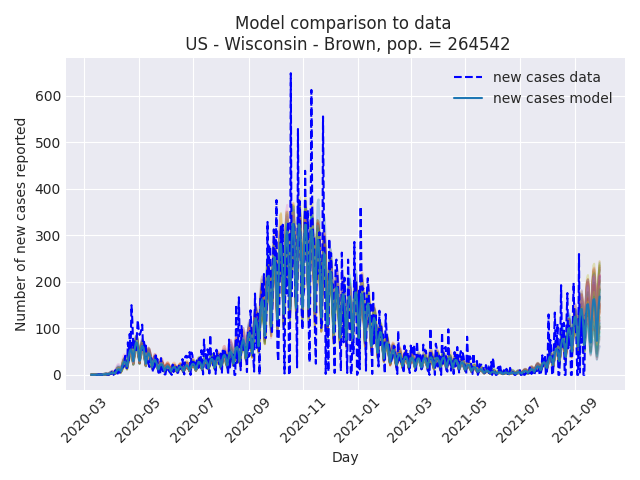 Model comparison to data
US - Wisconsin - Brown, pop. = 264542
new cases data
new cases model
Number of new cases reported
600
500
400
300
200
100
0
2020-03
2020-05
2020-07
2020-09
2020-11
2021-01
2021-03
2021-05
2021-07
2021-09
Day